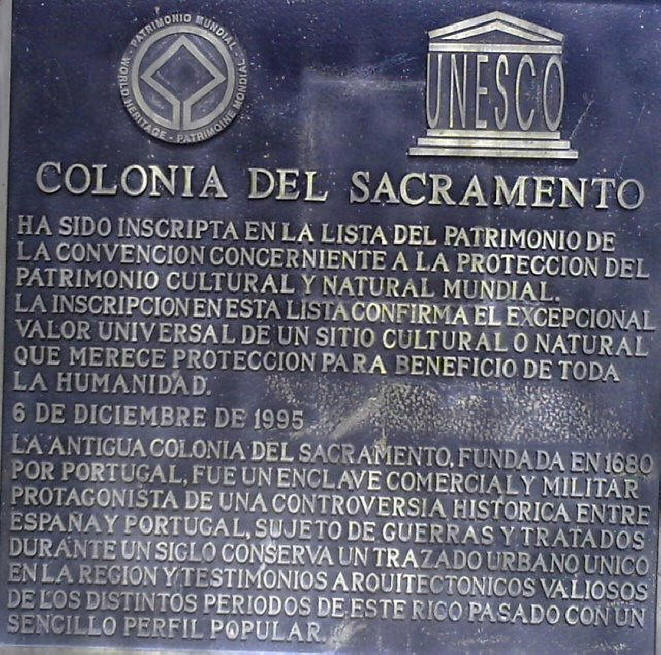 PATRIMONIO MUNDIAL
WORLD HERITAGE
PATRIMOINE MONDIAL
UNESCO
COLONIA DEL SACRAMENTO
HA SIDO INSCRIPTA EN LA LISTA DEL PATRIMONIO DE
LA CONVENCION CONCERNIENTE A LA PROTECCION DEL
PATRIMONIO CULTURAL Y NATURAL MUNDIAL.
LA INSCRIPCION EN ESTA LISTA CONFIRMA EL EXCEPCIONAL
VALOR UNIVERSAL DE UN SITIO CULTURAL O NATURAL
QUE MERECE PROTECCION PARA BENEFICIO DE TODA
LA HUMANIDAD.
6 DE DICIEMBRE DE 1995
LA ANTIGUA COLONIA DEL SACRAMENTO, FUNDADA EN 1680
POR PORTUGAL, FUE UN ENCLAVE COMERCIAL Y MILITAR
PROTAGONISTA DE UNA CONTROVERSIA HISTORICA ENTRE
ESPAÑA Y PORTUGAL, SUJETO DE GUERRAS Y TRATADOS
DURANTE UN SIGLO CONSERVA UN TRAZADO URBANO UNICO
EN LA REGION Y TESTIMONIOS ARQUITECTONICOS VALIOSOS
DE LOS DISTINTOS PERIODOS DE ESTE RICO PASADO CON UN
SENCILLO PERFIL POPULAR.